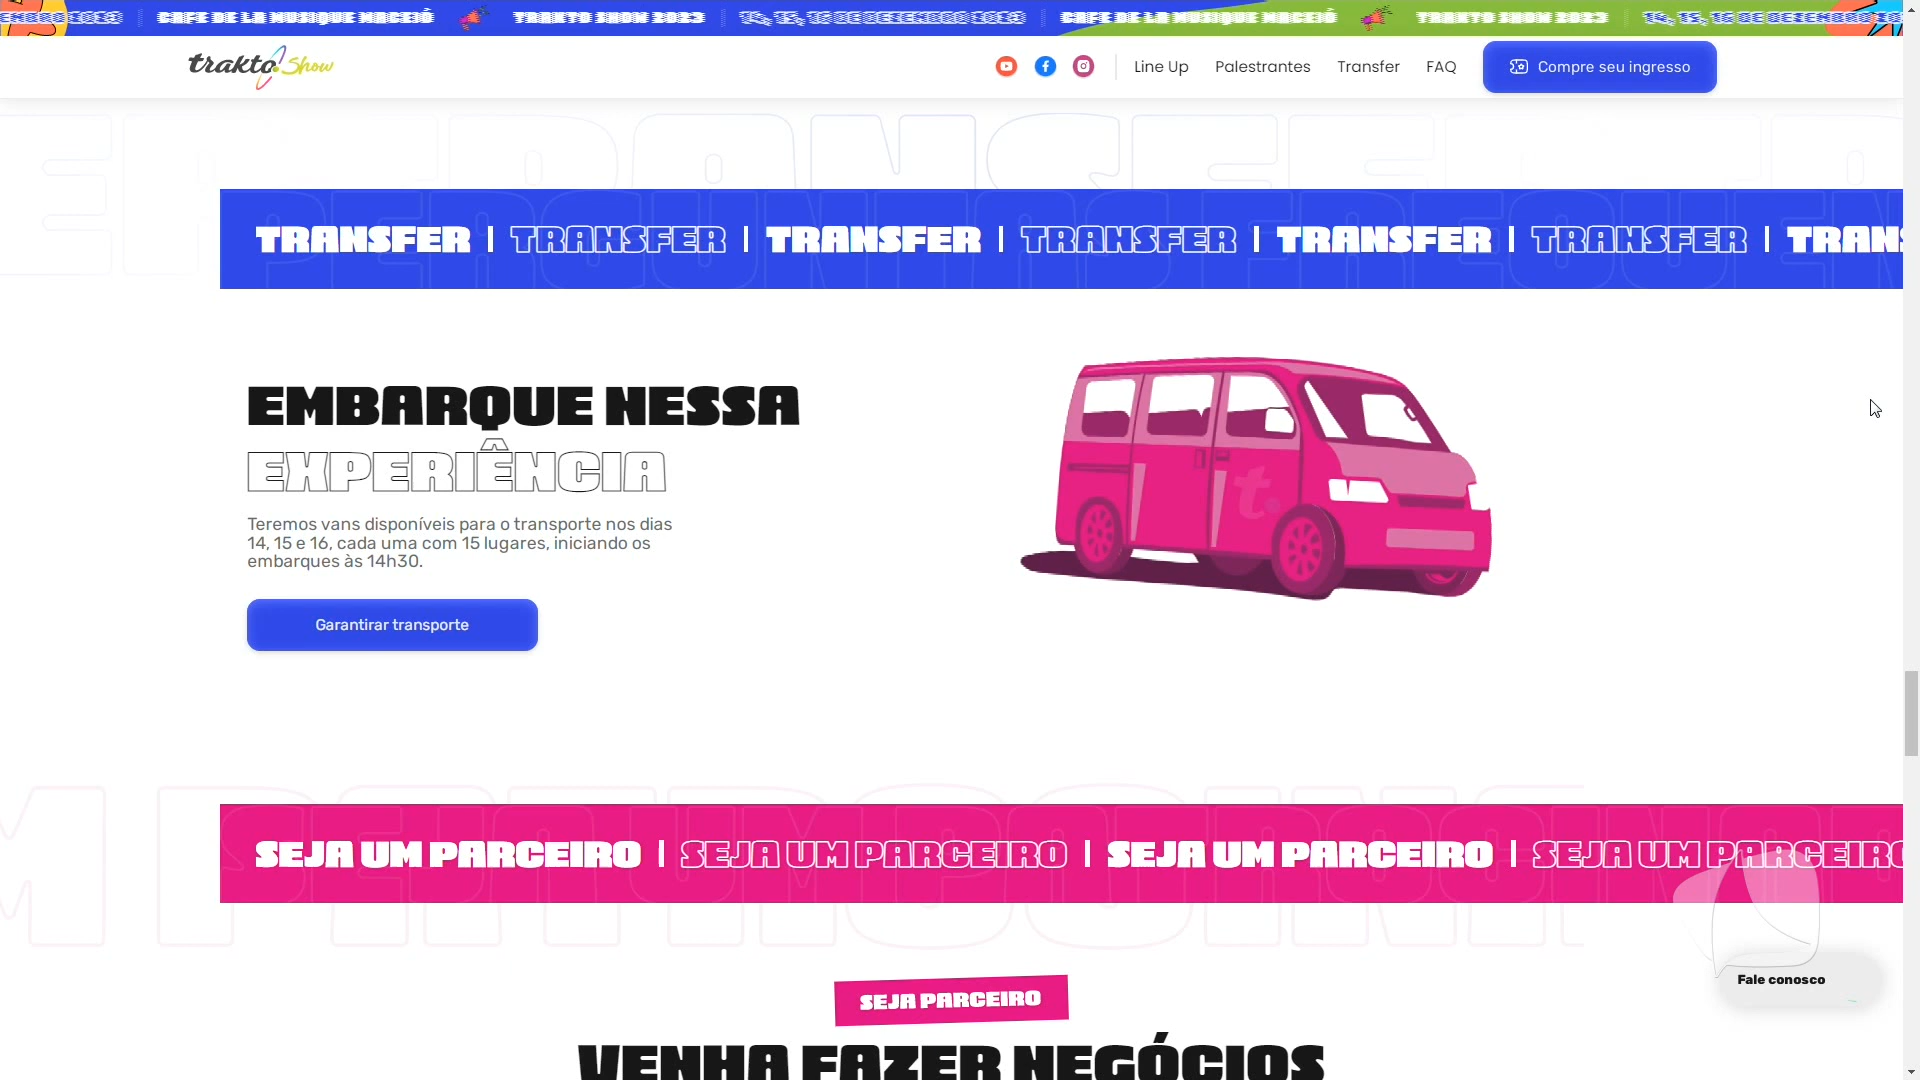 CAFE DE LA MUSIQUE MACEIÓ TRAKTO SHOW 2023 14, 15, 16 DE DEZEMBRO 2023 CAFE DE LA MUSIQUE MACEIÓ TRAKTO SHOW 2023
trakto Show
Line Up Palestrantes Transfer FAQ Compre seu ingresso
TRANSFER | TRANSFER | TRANSFER | TRANSFER | TRANSFER | TRANSFER | TRANS
EMBARQUE NESSA
EXPERIÊNCIA
Teremos vans disponíveis para o transporte nos dias
14, 15 e 16, cada uma com 15 lugares, iniciando os
embarques às 14h30.
Garantirar transporte
t.
SEJA UM PARCEIRO | SEJA UM PARCEIRO | SEJA UM PARCEIRO | SEJA UM PARCEIRO
Fale conosco
SEJA PARCEIRO
VENHA FAZER NEGÓCIOS